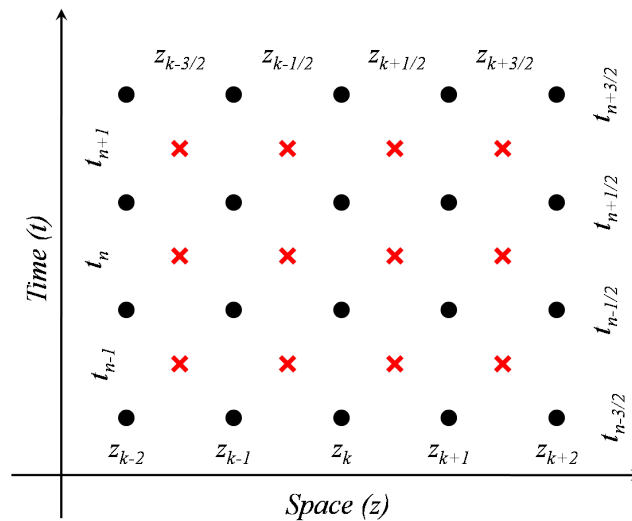 z_{k-3/2} z_{k-1/2} z_{k+1/2} z_{k+3/2}
t_{n+3/2}
t_{n+1}
t_{n+1/2}
t_n
Time (t)
t_{n-1/2}
t_{n-1}
t_{n-3/2}
z_{k-2} z_{k-1} z_k z_{k+1} z_{k+2}
Space (z)